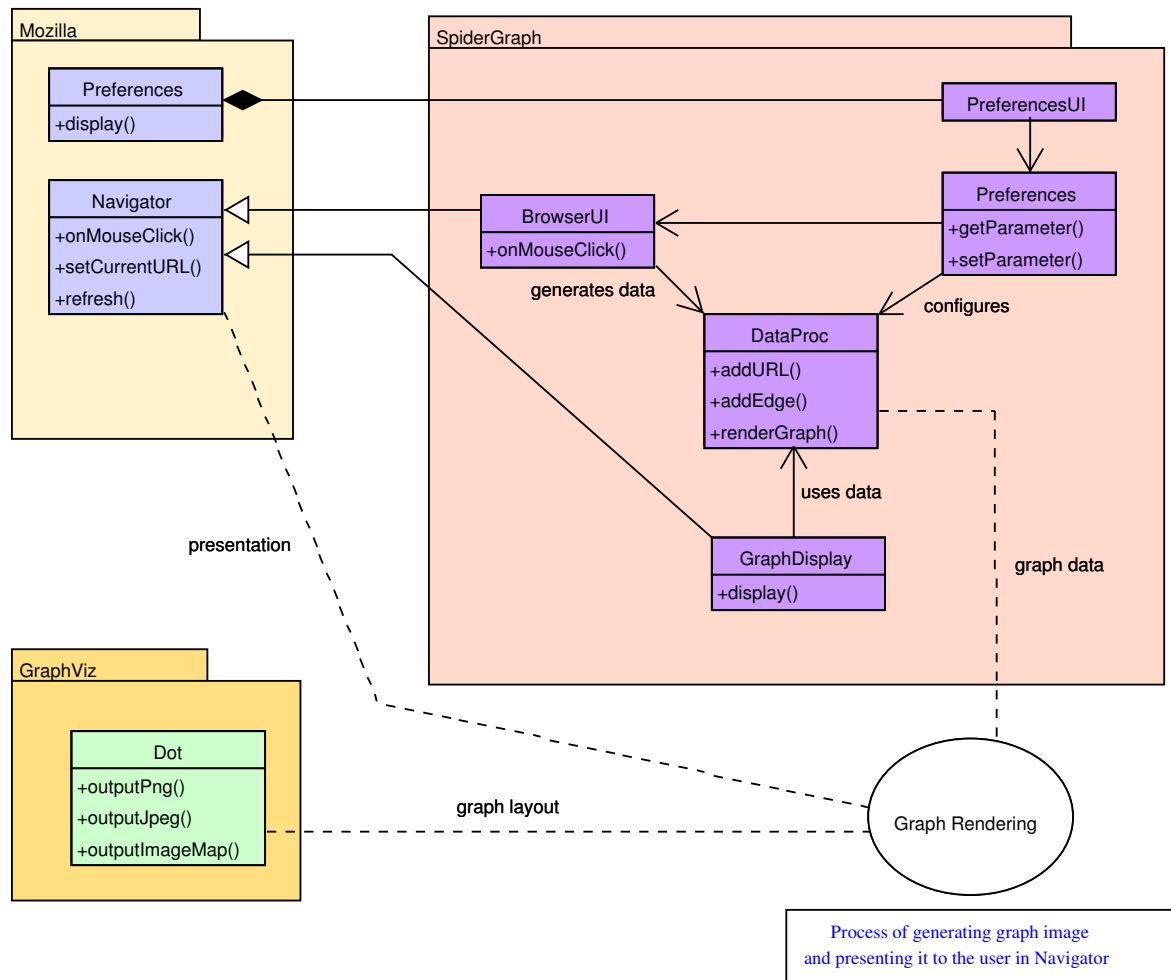 Mozilla
Preferences
+display()
Navigator
+onMouseClick()
+setCurrentURL()
+refresh()
SpiderGraph
PreferencesUI
Preferences
+getParameter()
+setParameter()
BrowserUI
+onMouseClick()
generates data
configures
DataProc
+addURL()
+addEdge()
+renderGraph()
uses data
GraphDisplay
+display()
presentation
graph data
GraphViz
Dot
+outputPng()
+outputJpeg()
+outputImageMap()
graph layout
Graph Rendering
Process of generating graph image
and presenting it to the user in Navigator